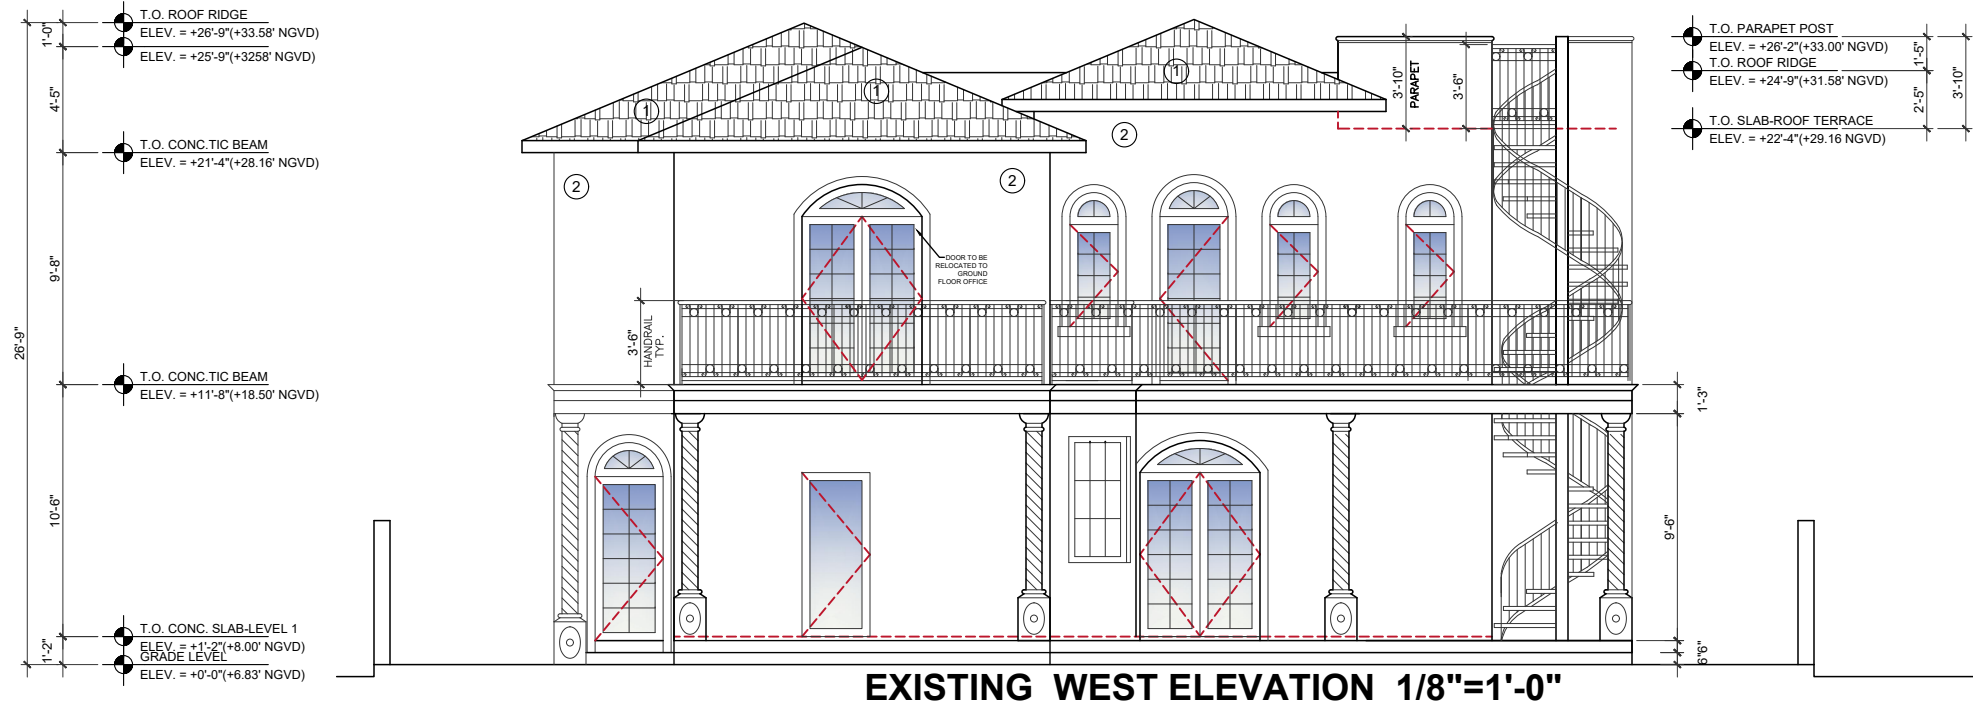 T.O. ROOF RIDGE
ELEV. = +26'-9"(+33.58' NGVD)
ELEV. = +25'-9"(+3258' NGVD)
T.O. CONC.TIC BEAM
ELEV. = +21'-4"(+28.16' NGVD)
T.O. CONC.TIC BEAM
ELEV. = +11'-8"(+18.50' NGVD)
T.O. CONC. SLAB-LEVEL 1
ELEV. = +1'-2"(+8.00' NGVD)
GRADE LEVEL
ELEV. = +0'-0"(+6.83' NGVD)
1'-0"
4'-5"
9'-8"
10'-6"
1'-2"
26'-9"
1
1
1
2
2
2
DOOR TO BE
RELOCATED TO
GROUND
FLOOR OFFICE
3'-6"
HANDRAIL
TYP.
3'-10"
PARAPET
3'-6"
T.O. PARAPET POST
ELEV. = +26'-2"(+33.00' NGVD)
T.O. ROOF RIDGE
ELEV. = +24'-9"(+31.58' NGVD)
T.O. SLAB-ROOF TERRACE
ELEV. = +22'-4"(+29.16 NGVD)
1'-5"
2'-5"
3'-10"
1'-3"
9'-6"
6"6"
EXISTING WEST ELEVATION 1/8"=1'-0"